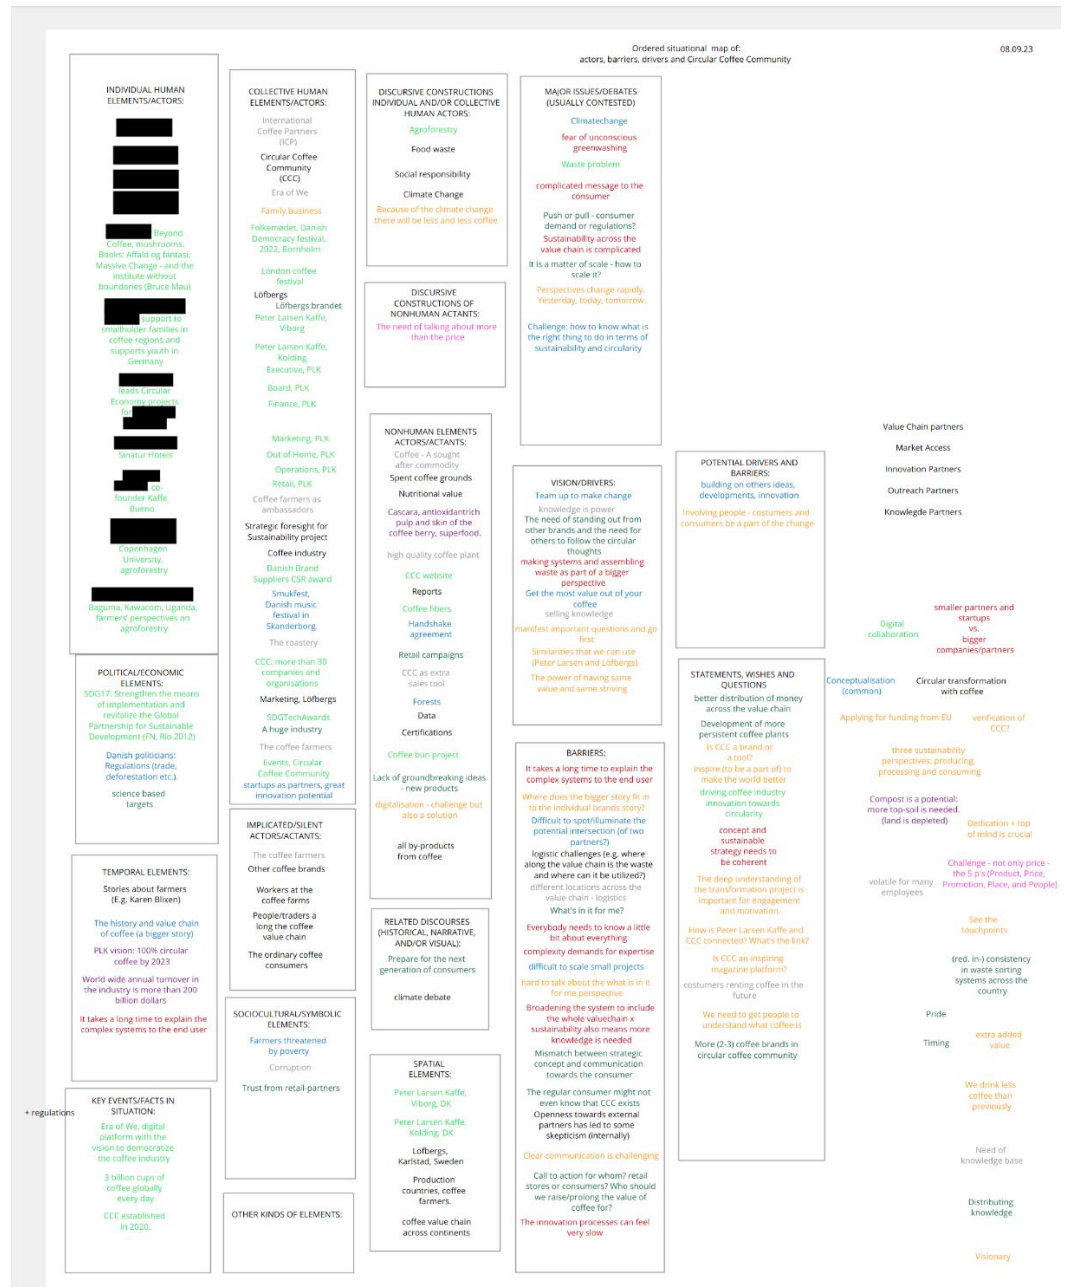 Ordered situational map of:
actors, barriers, drivers and Circular Coffee Community
08.09.23
INDIVIDUAL HUMAN
ELEMENTS/ACTORS:
Beyond
Coffee, mushrooms,
Books: Affald og fantasi;
Massive Change - and the
institute without
boundaries (Bruce Mau)
support to
smallholder families in
coffee regions and
supports youth in
Germany
leads Circular
Economy projects
for
Sinatur Hotels
co-
founder Kaffe
Bueno
Copenhagen
University,
agroforestry
Baguma, Kawacom, Uganda,
farmers' perspectives on
agroforestry
POLITICAL/ECONOMIC
ELEMENTS:
SDG17: Strengthen the means
of implementation and
revitalize the Global
Partnership for Sustainable
Development (FN, Rio 2012)
Danish politicians:
Regulations (trade,
deforestation etc.).
science based
targets
TEMPORAL ELEMENTS:
Stories about farmers
(E.g. Karen Blixen)
The history and value chain
of coffee (a bigger story)
PLK vision: 100% circular
coffee by 2023
World wide annual turnover in
the industry is more than 200
billion dollars
It takes a long time to explain the
complex systems to the end user
+ regulations
KEY EVENTS/FACTS IN
SITUATION:
Era of We, digital
platform with the
vision to democratize
the coffee industry
3 billion cups of
coffee globally
every day
CCC established
in 2020.
COLLECTIVE HUMAN
ELEMENTS/ACTORS:
International
Coffee Partners
(ICP)
Circular Coffee
Community
(CCC)
Era of We
Family business
Folkemødet, Danish
Democracy festival,
2022, Bornholm
London coffee
festival
Löfbergs
Löfbergs brandet
Peter Larsen Kaffe,
Viborg
Peter Larsen Kaffe,
Kolding
Executive, PLK
Board, PLK
Finance, PLK
Marketing, PLK
Out of Home, PLK
Operations, PLK
Retail, PLK
Coffee farmers as
ambassadors
Strategic foresight for
Sustainability project
Coffee industry
Danish Brand
Suppliers CSR award
Smukfest,
Danish music
festival in
Skanderborg.
The roastery
CCC: more than 30
companies and
organisations
Marketing, Löfbergs
SDGTechAwards
A huge industry
The coffee farmers
Events, Circular
Coffee Community
startups as partners, great
innovation potential
IMPLICATED/SILENT
ACTORS/ACTANTS:
The coffee farmers
Other coffee brands
Workers at the
coffee farms
People/traders a
long the coffee
value chain
The ordinary coffee
consumers
SOCIOCULTURAL/SYMBOLIC
ELEMENTS:
Farmers threatened
by poverty
Corruption
Trust from retail-partners
OTHER KINDS OF ELEMENTS:
DISCURSIVE CONSTRUCTIONS
INDIVIDUAL AND/OR COLLECTIVE
HUMAN ACTORS:
Agroforestry
Food waste
Social responsibility
Climate Change
Because of the climate change
there will be less and less coffee
DISCURSIVE
CONSTRUCTIONS OF
NONHUMAN ACTANTS:
The need of talking about more
than the price
NONHUMAN ELEMENTS
ACTORS/ACTANTS:
Coffee - A sought
after commodity
Spent coffee grounds
Nutritional value
Cascara, antioxidantrich
pulp and skin of the
coffee berry, superfood.
high quality coffee plant
CCC website
Reports
Coffee fibers
Handshake
agreement
Retail campaigns
CCC as extra
sales tool
Forests
Data
Certifications
Coffee bun project
Lack of groundbreaking ideas
- new products
digitalisation - challenge but
also a solution
all by-products
from coffee
RELATED DISCOURSES
(HISTORICAL, NARRATIVE,
AND/OR VISUAL):
Prepare for the next
generation of consumers
climate debate
SPATIAL
ELEMENTS:
Peter Larsen Kaffe,
Viborg, DK
Peter Larsen Kaffe,
Kolding, DK
Löfbergs,
Karlstad, Sweden
Production
countries, coffee
farmers.
coffee value chain
across continents
MAJOR ISSUES/DEBATES
(USUALLY CONTESTED)
Climatechange
fear of unconscious
greenwashing
Waste problem
complicated message to the
consumer
Push or pull - consumer
demand or regulations?
Sustainability across the
value chain is complicated
It is a matter of scale - how to
scale it?
Perspectives change rapidly.
Yesterday, today, tomorrow.
Challenge: how to know what is
the right thing to do in terms of
sustainability and circularity
VISION/DRIVERS:
Team up to make change
knowledge is power
The need of standing out from
other brands and the need for
others to follow the circular
thoughts
making systems and assembling
waste as part of a bigger
perspective
Get the most value out of your
coffee
selling knowledge
manifest important questions and go
first
Similarities that we can use
(Peter Larsen and Löfbergs)
The power of having same
value and same striving
BARRIERS:
It takes a long time to explain the
complex systems to the end user
Where does the bigger story fit in
to the individual brands story?
Difficult to spot/illuminate the
potential intersection (of two
partners?)
logistic challenges (e.g. where
along the value chain is the waste
and where can it be utilized?)
different locations across the
value chain - logistics
What's in it for me?
Everybody needs to know a little
bit about everything
complexity demands for expertise
difficult to scale small projects
hard to talk about the what is in it
for me perspective
Broadening the system to include
the whole valuechain x
sustainability also means more
knowledge is needed
Mismatch between strategic
concept and communication
towards the consumer
The regular consumer might not
even know that CCC exists
Openness towards external
partners has led to some
skepticism (internally)
Clear communication is challenging
Call to action for whom? retail
stores or consumers? Who should
we raise/prolong the value of
coffee for?
The innovation processes can feel
very slow
POTENTIAL DRIVERS AND
BARRIERS:
building on others ideas,
developments, innovation
Involving people - costumers and
consumers be a part of the change
STATEMENTS, WISHES AND
QUESTIONS
better distribution of money
across the value chain
Development of more
persistent coffee plants
Is CCC a brand or
a tool?
inspire (to be a part of) to
make the world better
driving coffee industry
innovation towards
circularity
concept and
sustainable
strategy needs to
be coherent
The deep understanding of
the transformation project is
Important for engagement
and motivation.
How is Peter Larsen Kaffe and
CCC connected? What's the link?
Is CCC an inspiring
magazine platform?
costumers renting coffee in the
future
We need to get people to
understand what coffee is
More (2-3) coffee brands in
circular coffee community
Value Chain partners
Market Access
Innovation Partners
Outreach Partners
Knowlegde Partners
smaller partners and
startups
vs.
bigger
companies/partners
Digital
collaboration
Conceptualisation
(common)
Circular transformation
with coffee
Applying for funding from EU
verification of
CCC?
three sustainability
perspectives; producing,
processing and consuming
Compost is a potential:
more top-soil is needed.
(land is depleted)
Dedication + top
of mind is crucial
Challenge - not only price -
the 5 p's (Product, Price,
Promotion, Place, and People)
volatile for many
employees
See the
touchpoints
(red, in-) consistency
in waste sorting
systems across the
country
Pride
Timing
extra added
value
We drink less
coffee than
previously
Need of
knowledge base
Distributing
knowledge
Visionary